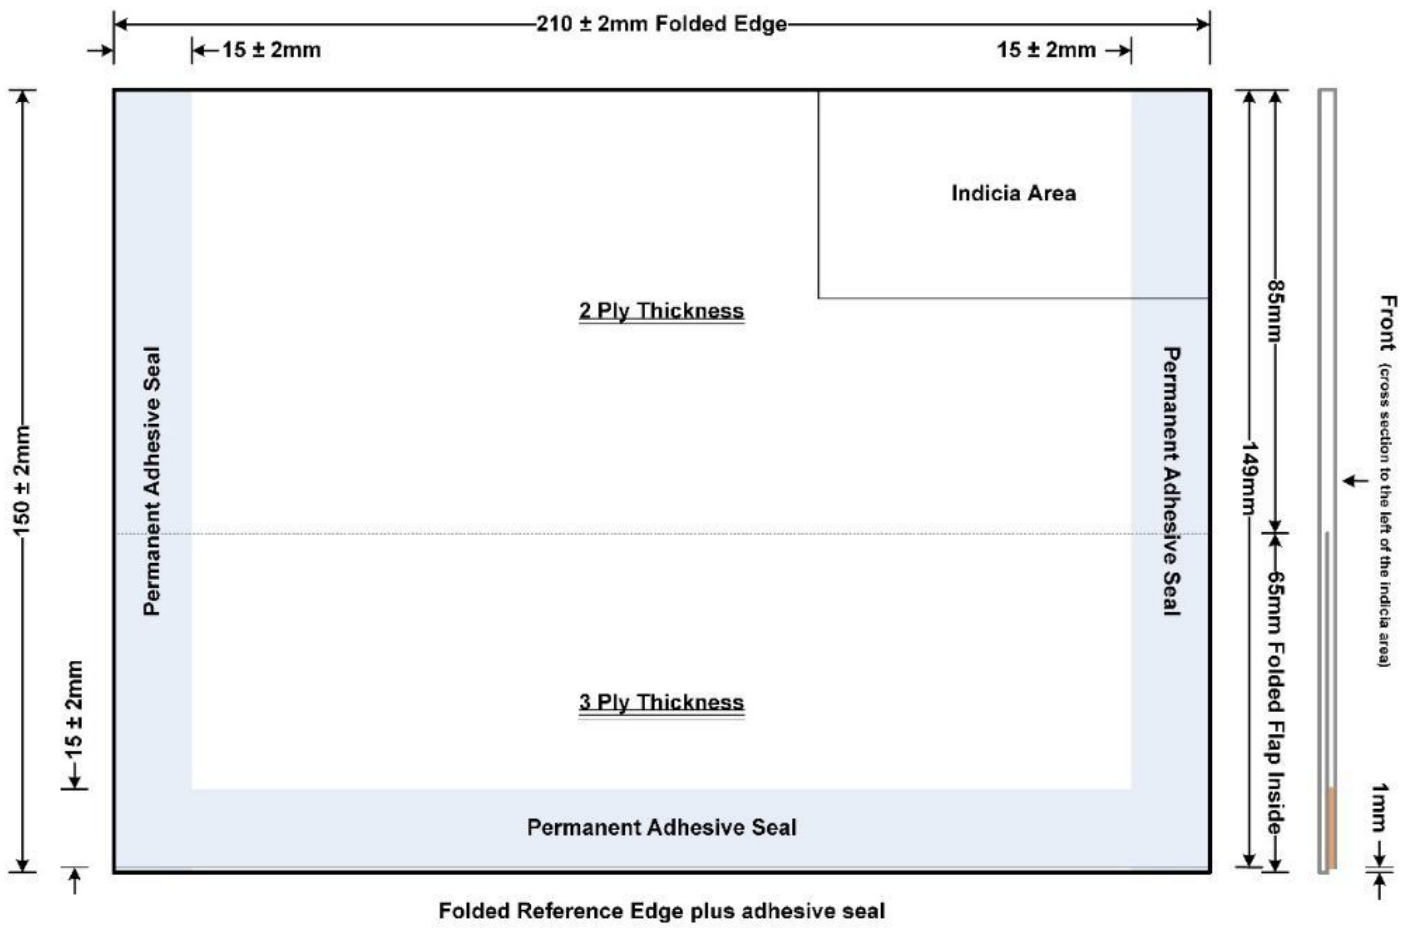 210 ± 2mm Folded Edge
15 ± 2mm
15 ± 2mm
Indicia Area
2 Ply Thickness
Permanent Adhesive Seal
Permanent Adhesive Seal
150 ± 2mm
149mm
85mm
Front (cross section to the left of the indicia area)
65mm Folded Flap Inside
3 Ply Thickness
15 ± 2mm
1mm
Permanent Adhesive Seal
Folded Reference Edge plus adhesive seal